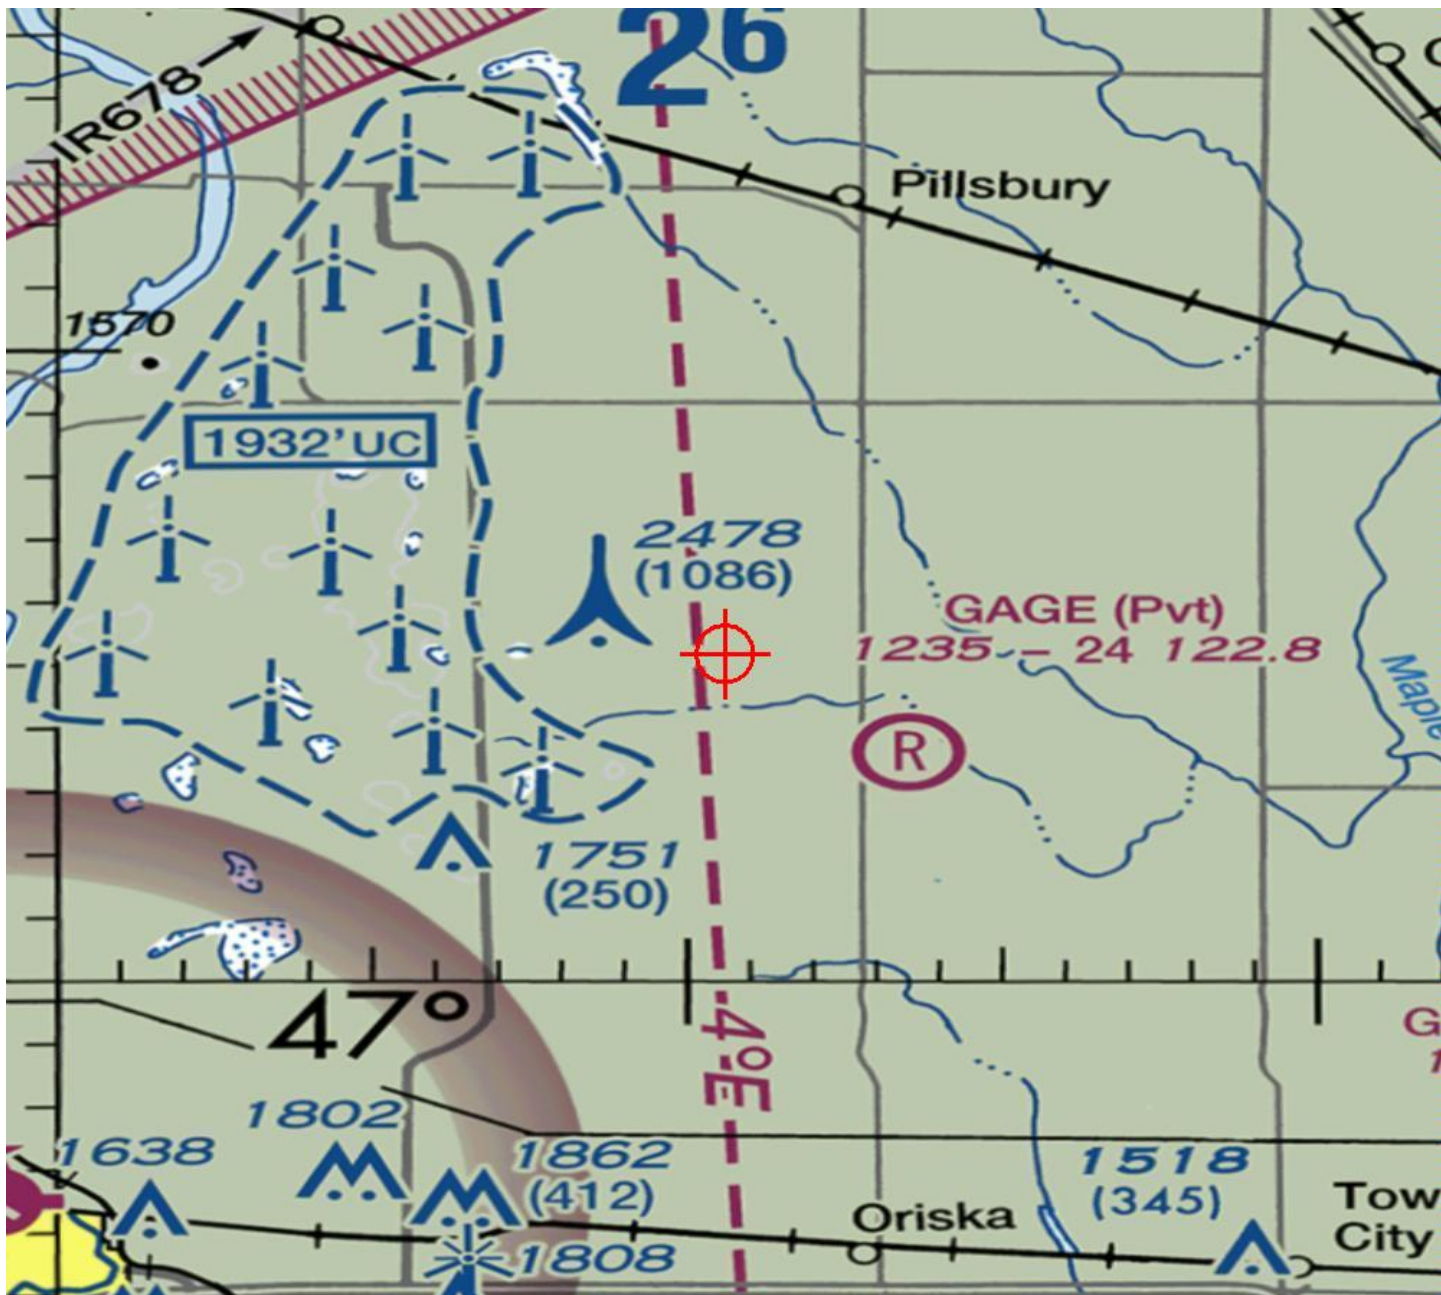 26
IR678
Pillsbury
1570
1932' UC
2478
(1086)
GAGE (Pvt)
1235 - 24 122.8
R
Maple
1751
(250)
47°
4°E
1802
1638
1862
(412)
1518
(345)
Oriska
Tow
City
1808